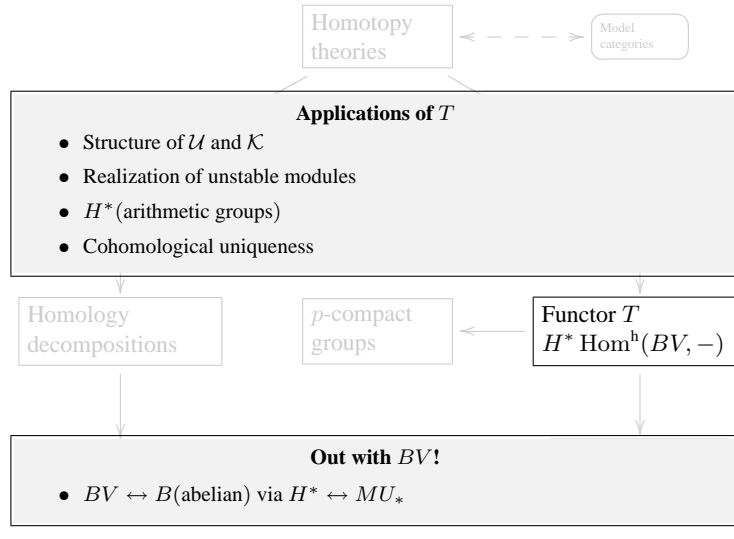 Homotopy
theories
Model
categories
Applications of T
• Structure of 𝒰 and 𝒦
• Realization of unstable modules
• H*(arithmetic groups)
• Cohomological uniqueness
Homology
decompositions
p-compact
groups
Functor T
H* Homʰ(BV, −)
Out with BV!
• BV ↔ B(abelian) via H* ↔ MU∗